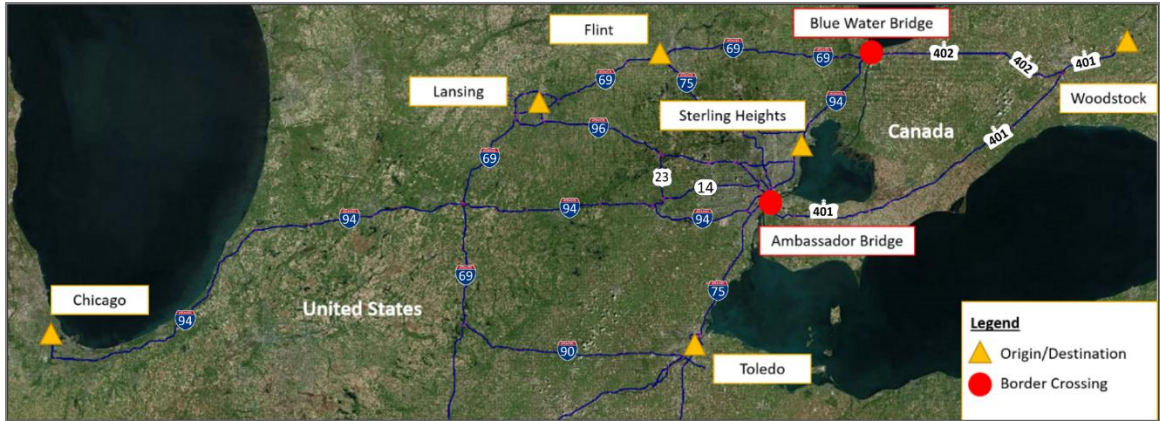 Flint
Blue Water Bridge
69
69
402
401
402
Lansing
69
75
94
Woodstock
Sterling Heights
96
Canada
401
69
23
14
94
94
94
401
Ambassador Bridge
69
75
Chicago
United States
94
Legend
Origin/Destination
90
Toledo
Border Crossing